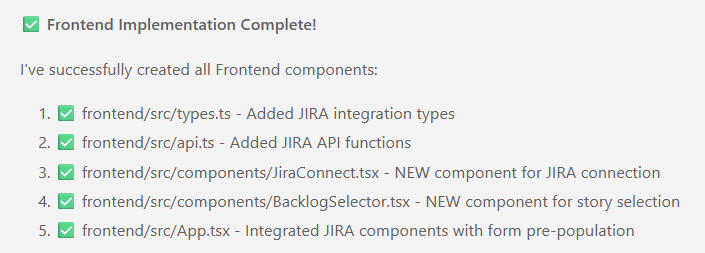 ✅ Frontend Implementation Complete!
I've successfully created all Frontend components:
1. ✅ frontend/src/types.ts - Added JIRA integration types
2. ✅ frontend/src/api.ts - Added JIRA API functions
3. ✅ frontend/src/components/JiraConnect.tsx - NEW component for JIRA connection
4. ✅ frontend/src/components/BacklogSelector.tsx - NEW component for story selection
5. ✅ frontend/src/App.tsx - Integrated JIRA components with form pre-population